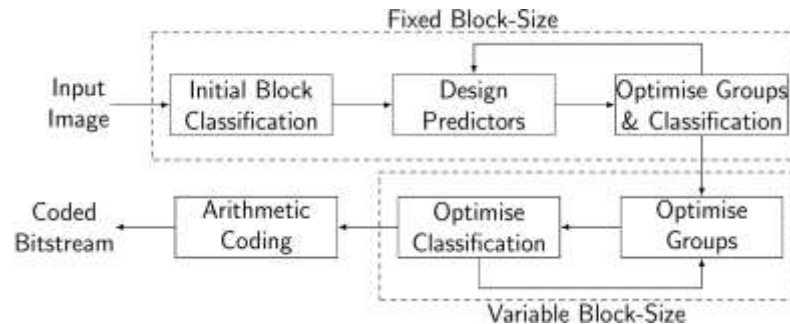 Fixed Block-Size
Input
Image
Initial Block
Classification
Design
Predictors
Optimise Groups
& Classification
Coded
Bitstream
Arithmetic
Coding
Optimise
Classification
Optimise
Groups
Variable Block-Size